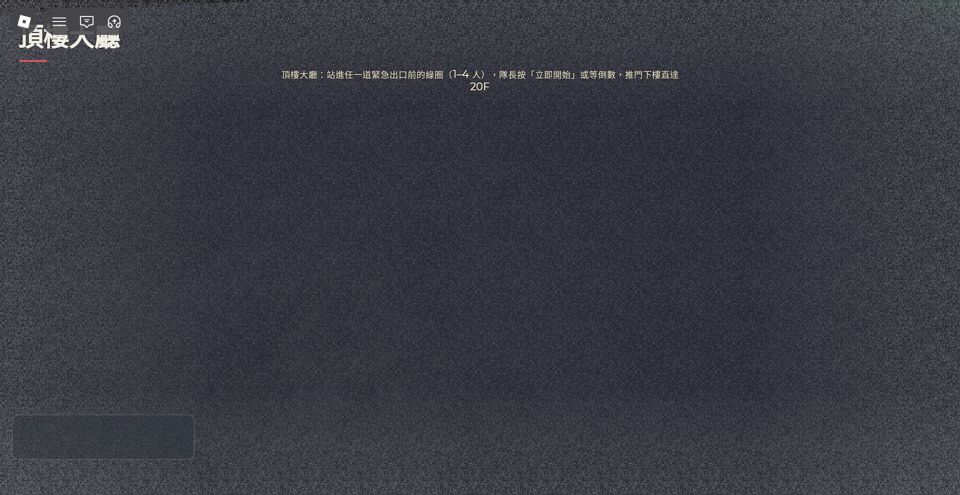 頂樓大廳
頂樓大廳：站進任一道緊急出口前的綠圈（1–4 人），隊長按「立即開始」或等倒數，推門下樓直達
20F